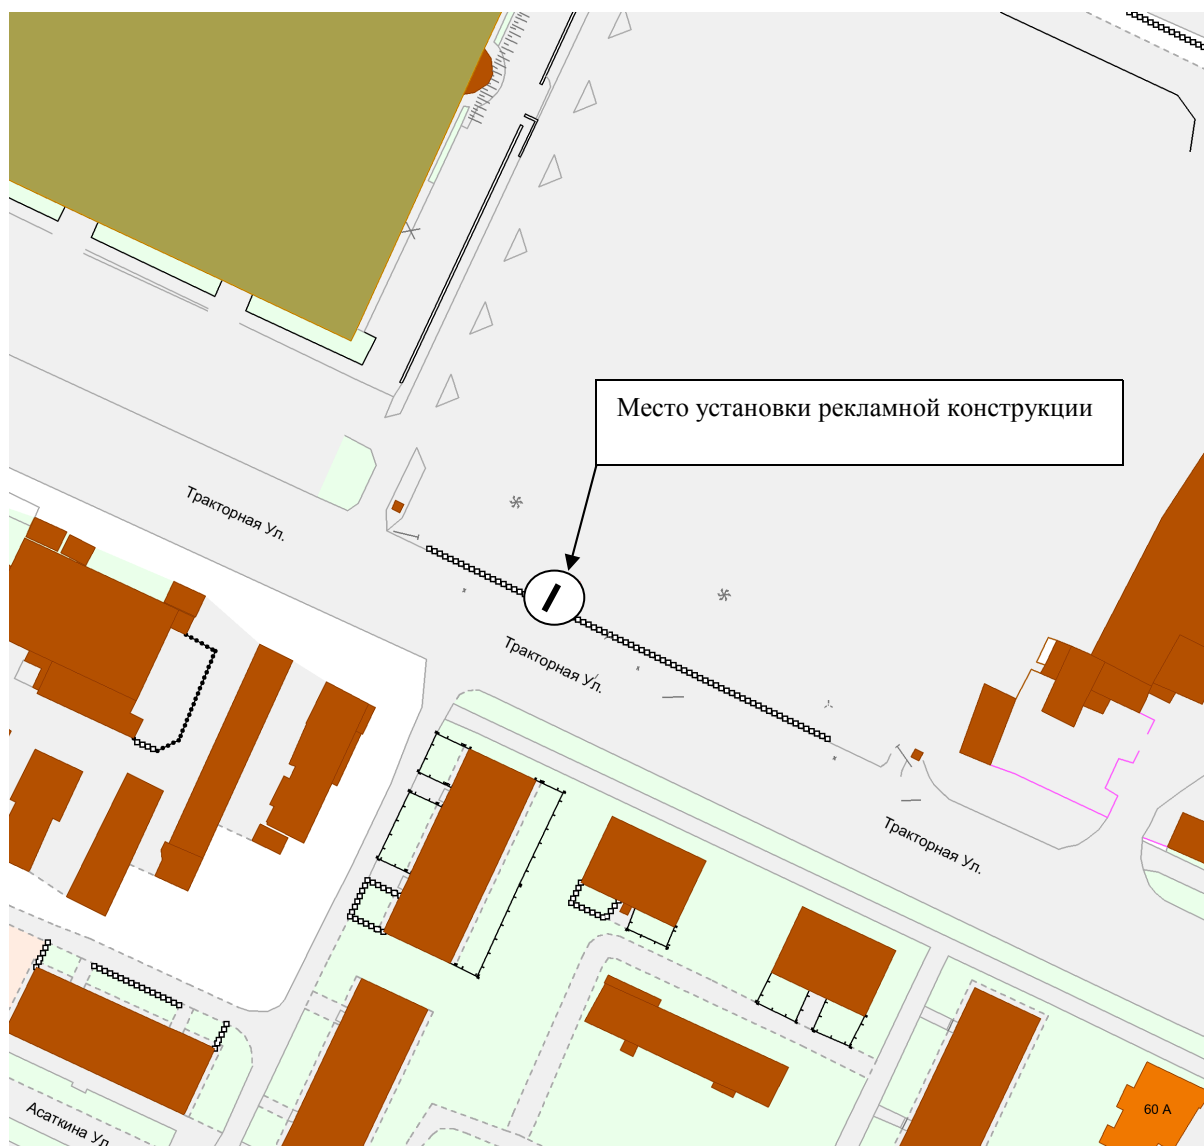 Место установки рекламной конструкции
Тракторная Ул.
Тракторная Ул.
Тракторная Ул.
Асаткина Ул.
60 А